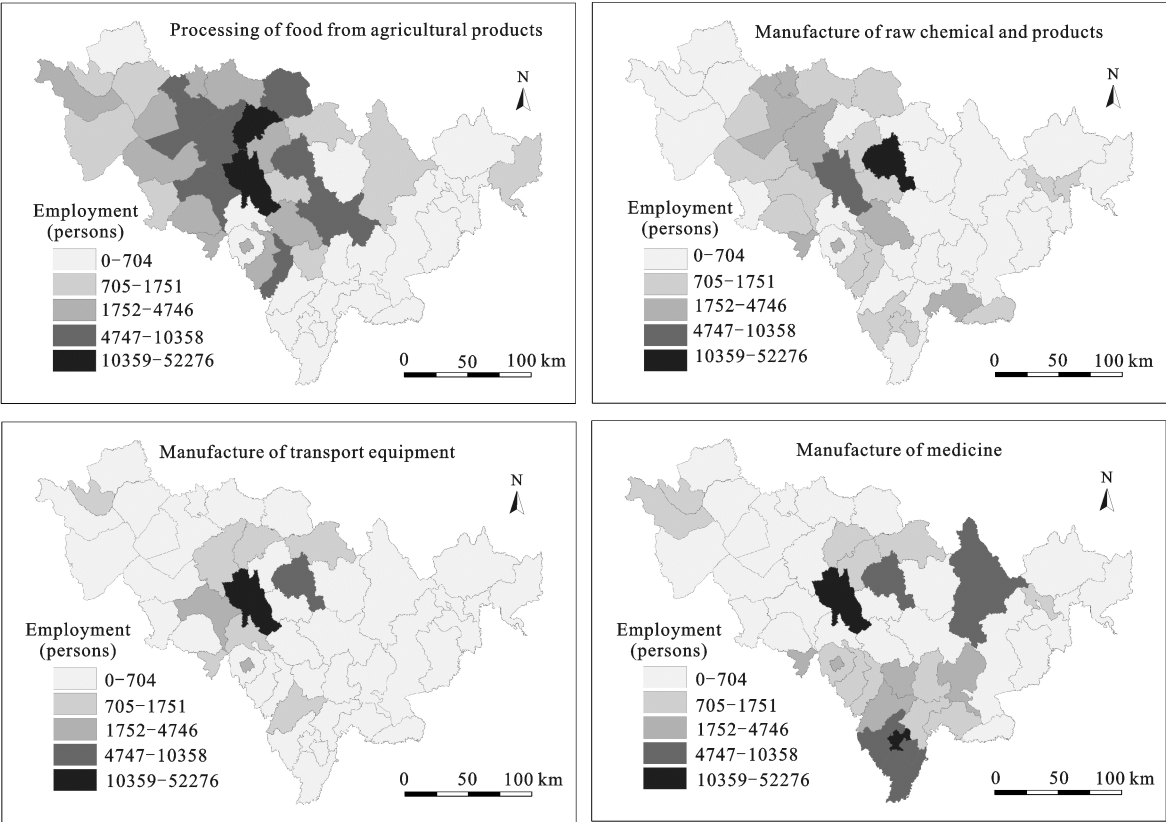 Processing of food from agricultural products
N
Employment
(persons)
0−704
705−1751
1752−4746
4747−10358
10359−52276
0 50 100 km
Manufacture of raw chemical and products
N
Employment
(persons)
0−704
705−1751
1752−4746
4747−10358
10359−52276
0 50 100 km
Manufacture of transport equipment
N
Employment
(persons)
0−704
705−1751
1752−4746
4747−10358
10359−52276
0 50 100 km
Manufacture of medicine
N
Employment
(persons)
0−704
705−1751
1752−4746
4747−10358
10359−52276
0 50 100 km